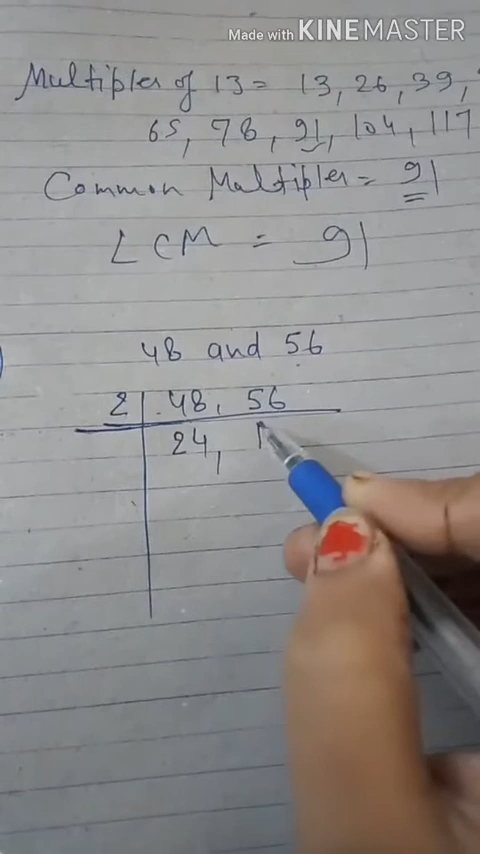 Made with KINEMASTER
Multiples of 13 = 13, 26, 39,
65, 78, 91, 104, 117
Common Multiples = 91
LCM = 91
48 and 56
2 48, 56
24, 1